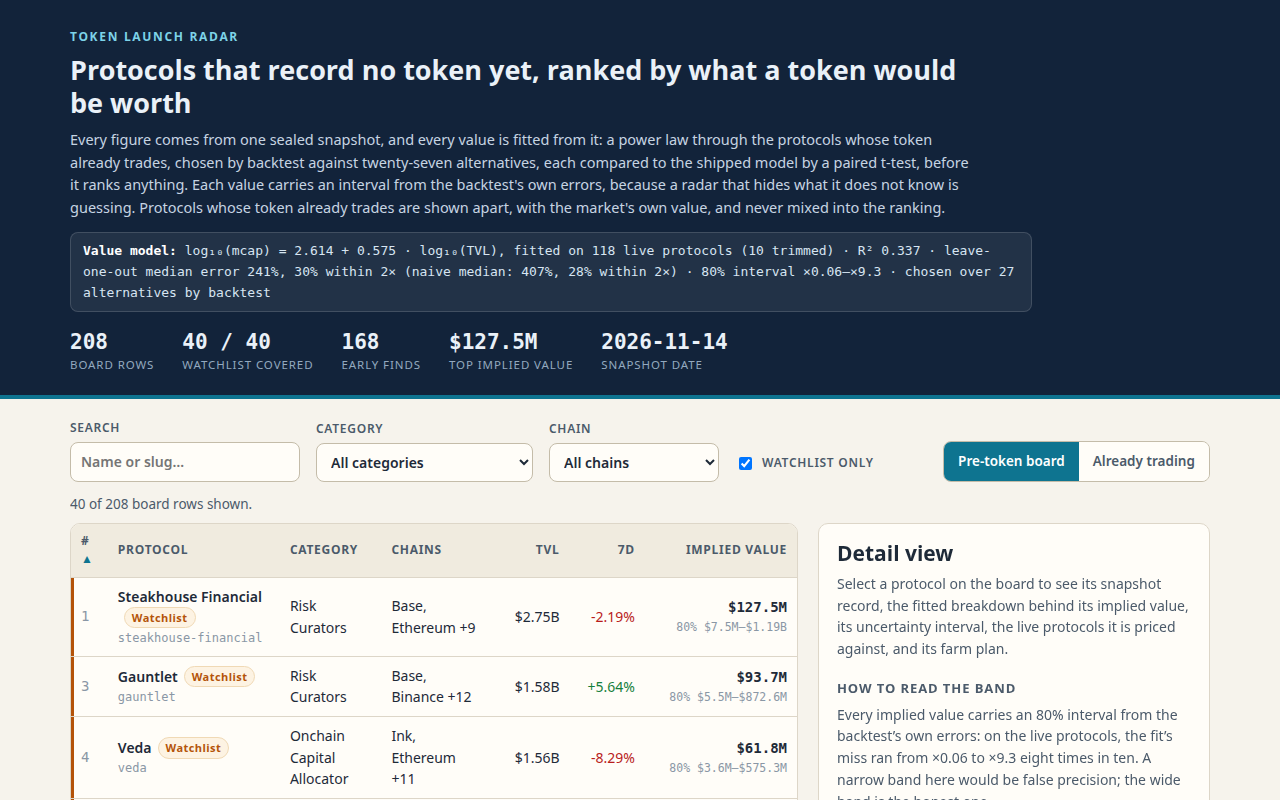 TOKEN LAUNCH RADAR
Protocols that record no token yet, ranked by what a token would
be worth
Every figure comes from one sealed snapshot, and every value is fitted from it: a power law through the protocols whose token
already trades, chosen by backtest against twenty-seven alternatives, each compared to the shipped model by a paired t-test, before
it ranks anything. Each value carries an interval from the backtest's own errors, because a radar that hides what it does not know is
guessing. Protocols whose token already trades are shown apart, with the market's own value, and never mixed into the ranking.
Value model: log₁₀(mcap) = 2.614 + 0.575 · log₁₀(TVL), fitted on 118 live protocols (10 trimmed) · R² 0.337 · leave-
one-out median error 241%, 30% within 2× (naive median: 407%, 28% within 2×) · 80% interval ×0.06–×9.3 · chosen over 27
alternatives by backtest
208 40 / 40 168 $127.5M 2026-11-14
BOARD ROWS WATCHLIST COVERED EARLY FINDS TOP IMPLIED VALUE SNAPSHOT DATE
SEARCH CATEGORY CHAIN
Name or slug... All categories All chains WATCHLIST ONLY Pre-token board Already trading
40 of 208 board rows shown.
# ▲ PROTOCOL CATEGORY CHAINS TVL 7D IMPLIED VALUE
1 Steakhouse Financial Watchlist steakhouse-financial Risk Curators Base, Ethereum +9 $2.75B -2.19% $127.5M 80% $7.5M–$1.19B
3 Gauntlet Watchlist gauntlet Risk Curators Base, Binance +12 $1.58B +5.64% $93.7M 80% $5.5M–$872.6M
4 Veda Watchlist veda Onchain Capital Allocator Ink, Ethereum +11 $1.56B -8.29% $61.8M 80% $3.6M–$575.3M
Detail view
Select a protocol on the board to see its snapshot
record, the fitted breakdown behind its implied value,
its uncertainty interval, the live protocols it is priced
against, and its farm plan.
HOW TO READ THE BAND
Every implied value carries an 80% interval from the
backtest's own errors: on the live protocols, the fit's
miss ran from ×0.06 to ×9.3 eight times in ten. A
narrow band here would be false precision; the wide
band is the honest one.